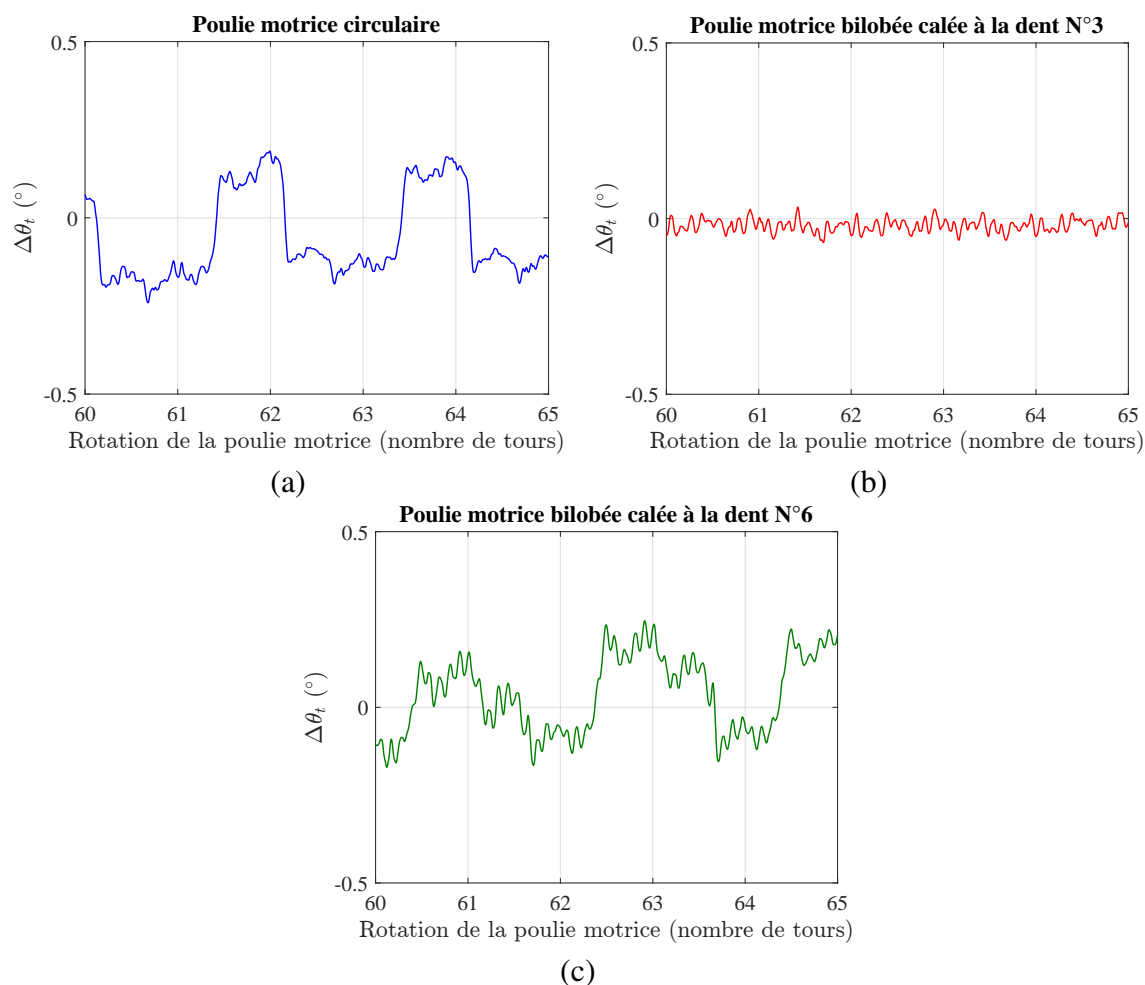 Poulie motrice circulaire
0.5
0
-0.5
Δθt (°)
60 61 62 63 64 65
Rotation de la poulie motrice (nombre de tours)
(a)
Poulie motrice bilobée calée à la dent N°3
0.5
0
-0.5
Δθt (°)
60 61 62 63 64 65
Rotation de la poulie motrice (nombre de tours)
(b)
Poulie motrice bilobée calée à la dent N°6
0.5
0
-0.5
Δθt (°)
60 61 62 63 64 65
Rotation de la poulie motrice (nombre de tours)
(c)